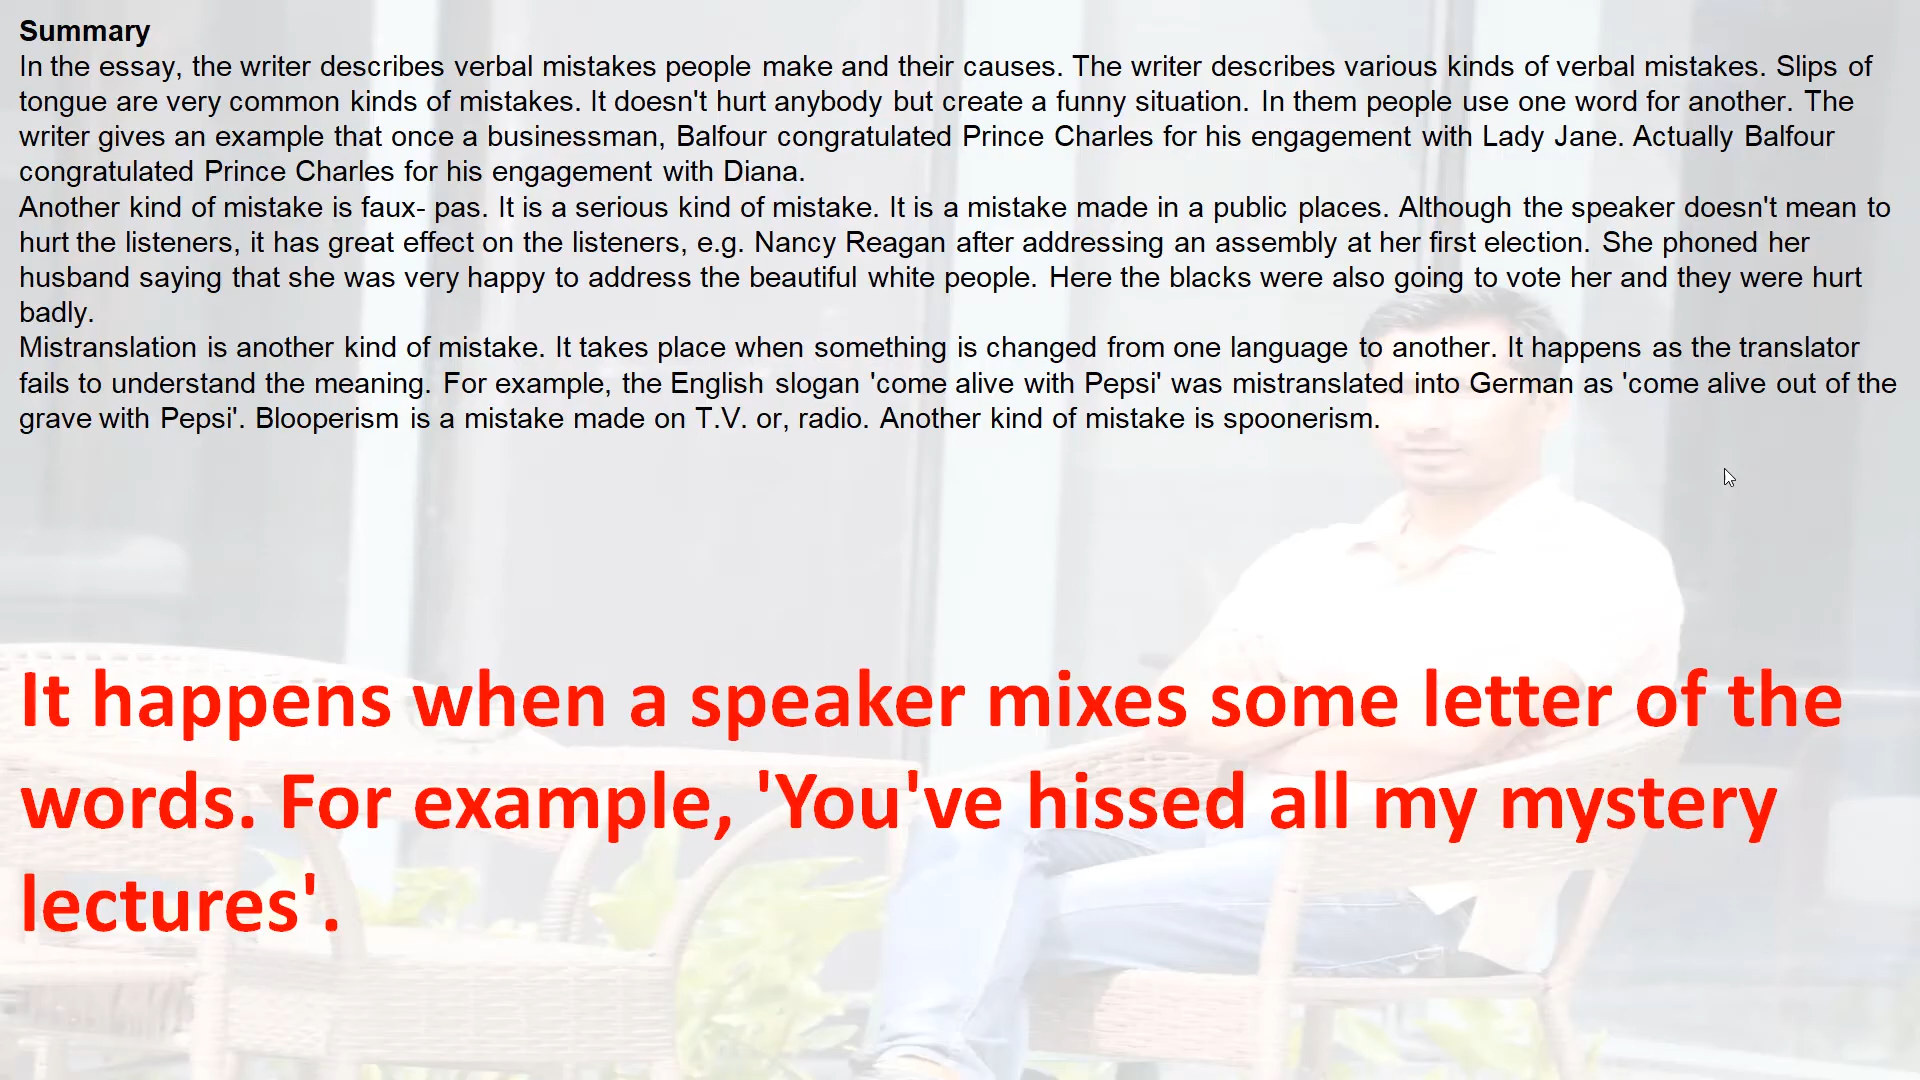 Summary
In the essay, the writer describes verbal mistakes people make and their causes. The writer describes various kinds of verbal mistakes. Slips of
tongue are very common kinds of mistakes. It doesn't hurt anybody but create a funny situation. In them people use one word for another. The
writer gives an example that once a businessman, Balfour congratulated Prince Charles for his engagement with Lady Jane. Actually Balfour
congratulated Prince Charles for his engagement with Diana.
Another kind of mistake is faux- pas. It is a serious kind of mistake. It is a mistake made in a public places. Although the speaker doesn't mean to
hurt the listeners, it has great effect on the listeners, e.g. Nancy Reagan after addressing an assembly at her first election. She phoned her
husband saying that she was very happy to address the beautiful white people. Here the blacks were also going to vote her and they were hurt
badly.
Mistranslation is another kind of mistake. It takes place when something is changed from one language to another. It happens as the translator
fails to understand the meaning. For example, the English slogan 'come alive with Pepsi' was mistranslated into German as 'come alive out of the
grave with Pepsi'. Blooperism is a mistake made on T.V. or, radio. Another kind of mistake is spoonerism.
It happens when a speaker mixes some letter of the
words. For example, 'You've hissed all my mystery
lectures'.